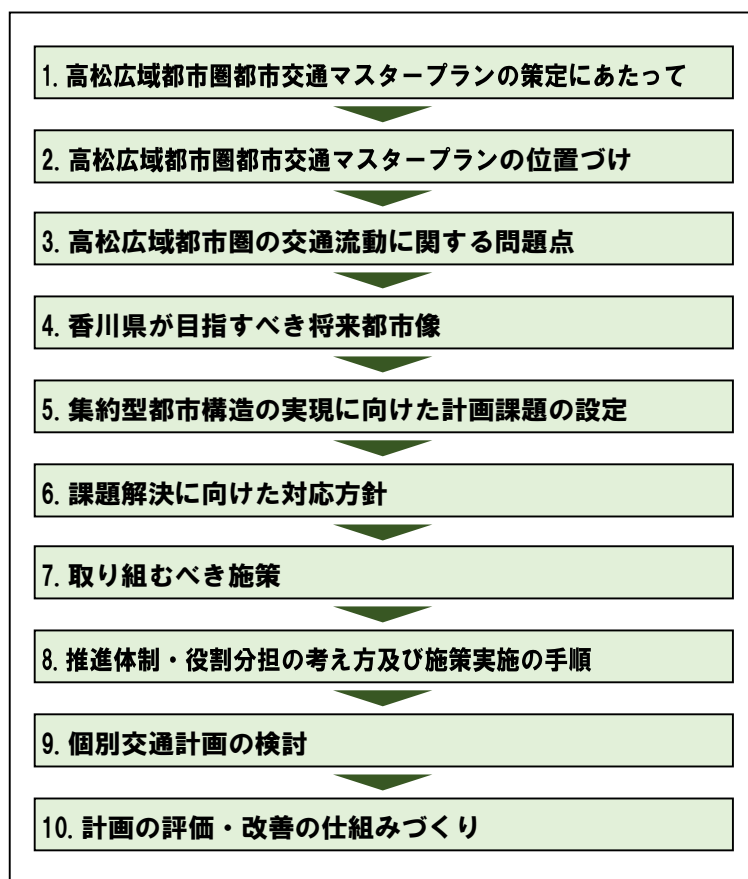 1. 高松広域都市圏都市交通マスタープランの策定にあたって
2. 高松広域都市圏都市交通マスタープランの位置づけ
3. 高松広域都市圏の交通流動に関する問題点
4. 香川県が目指すべき将来都市像
5. 集約型都市構造の実現に向けた計画課題の設定
6. 課題解決に向けた対応方針
7. 取り組むべき施策
8. 推進体制・役割分担の考え方及び施策実施の手順
9. 個別交通計画の検討
10. 計画の評価・改善の仕組みづくり